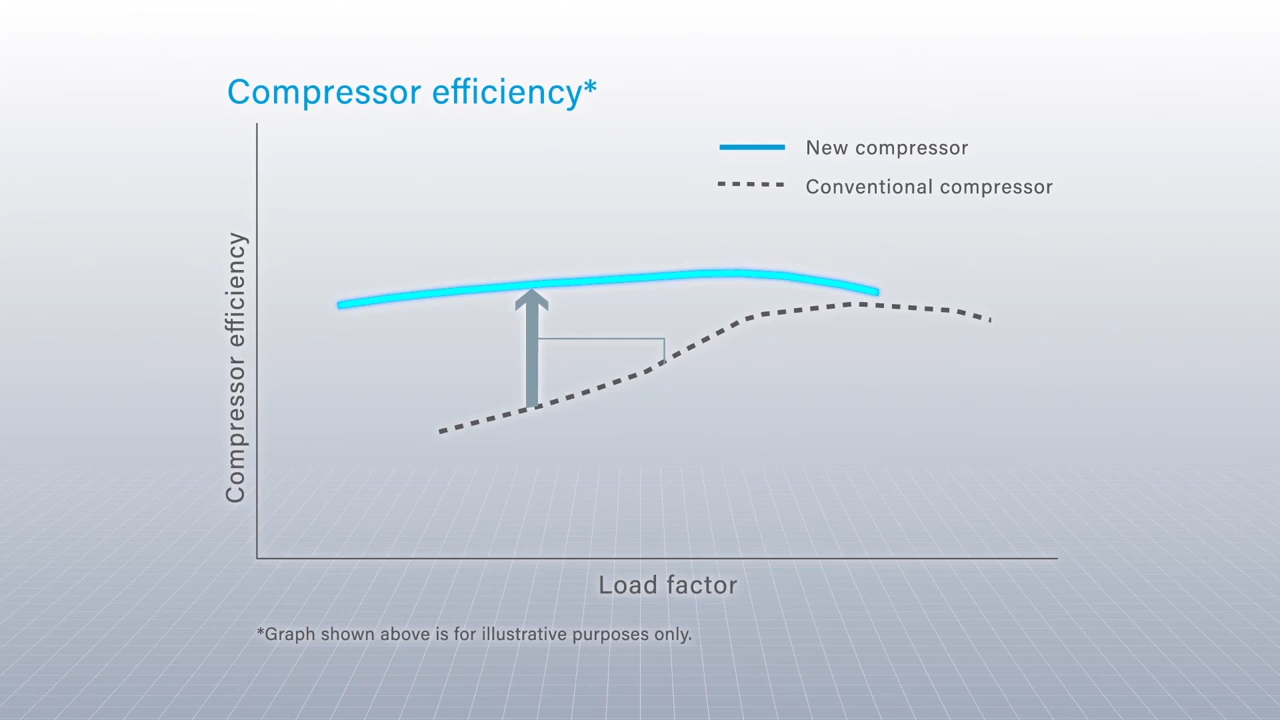 Compressor efficiency*
New compressor
Conventional compressor
Compressor efficiency
Load factor
*Graph shown above is for illustrative purposes only.